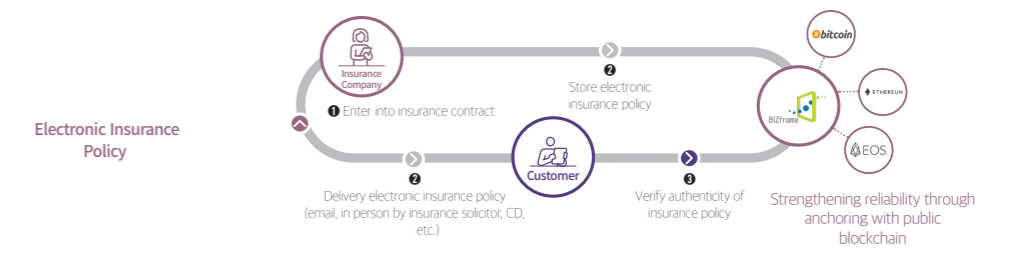 Electronic Insurance
Policy
Insurance
Company
❶ Enter into insurance contract
❷
Store electronic
insurance policy
❷
Delivery electronic insurance policy
(email, in person by insurance solicitor, CD,
etc.)
Customer
❸
Verify authenticity of
insurance policy
BI2frame
bitcoin
ETHEREUM
EOS
Strengthening reliability through
anchoring with public
blockchain